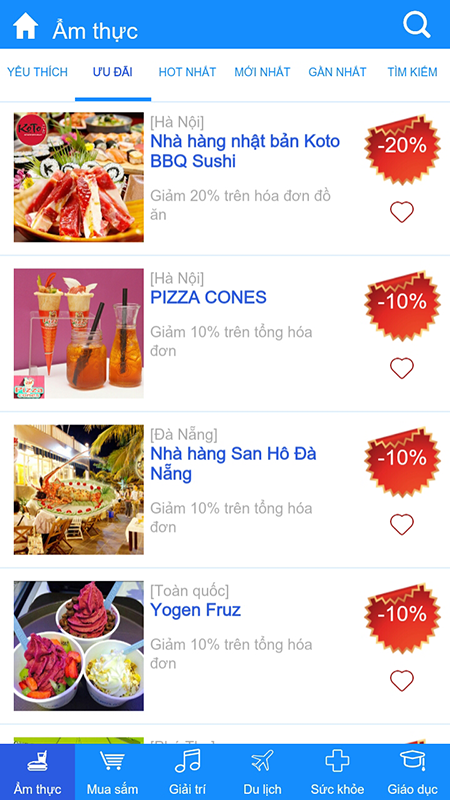 Ẩm thực
YÊU THÍCH
ƯU ĐÃI
HOT NHẤT
MỚI NHẤT
GẦN NHẤT
TÌM KIẾM
[Hà Nội]
Nhà hàng nhật bản Koto
BBQ Sushi
Giảm 20% trên hóa đơn đồ
ăn
-20%
[Hà Nội]
PIZZA CONES
Giảm 10% trên tổng hóa
đơn
-10%
[Đà Nẵng]
Nhà hàng San Hô Đà
Nẵng
Giảm 10% trên tổng hóa
đơn
-10%
[Toàn quốc]
Yogen Fruz
Giảm 10% trên tổng hóa
đơn
-10%
Ẩm thực
Mua sắm
Giải trí
Du lịch
Sức khỏe
Giáo dục